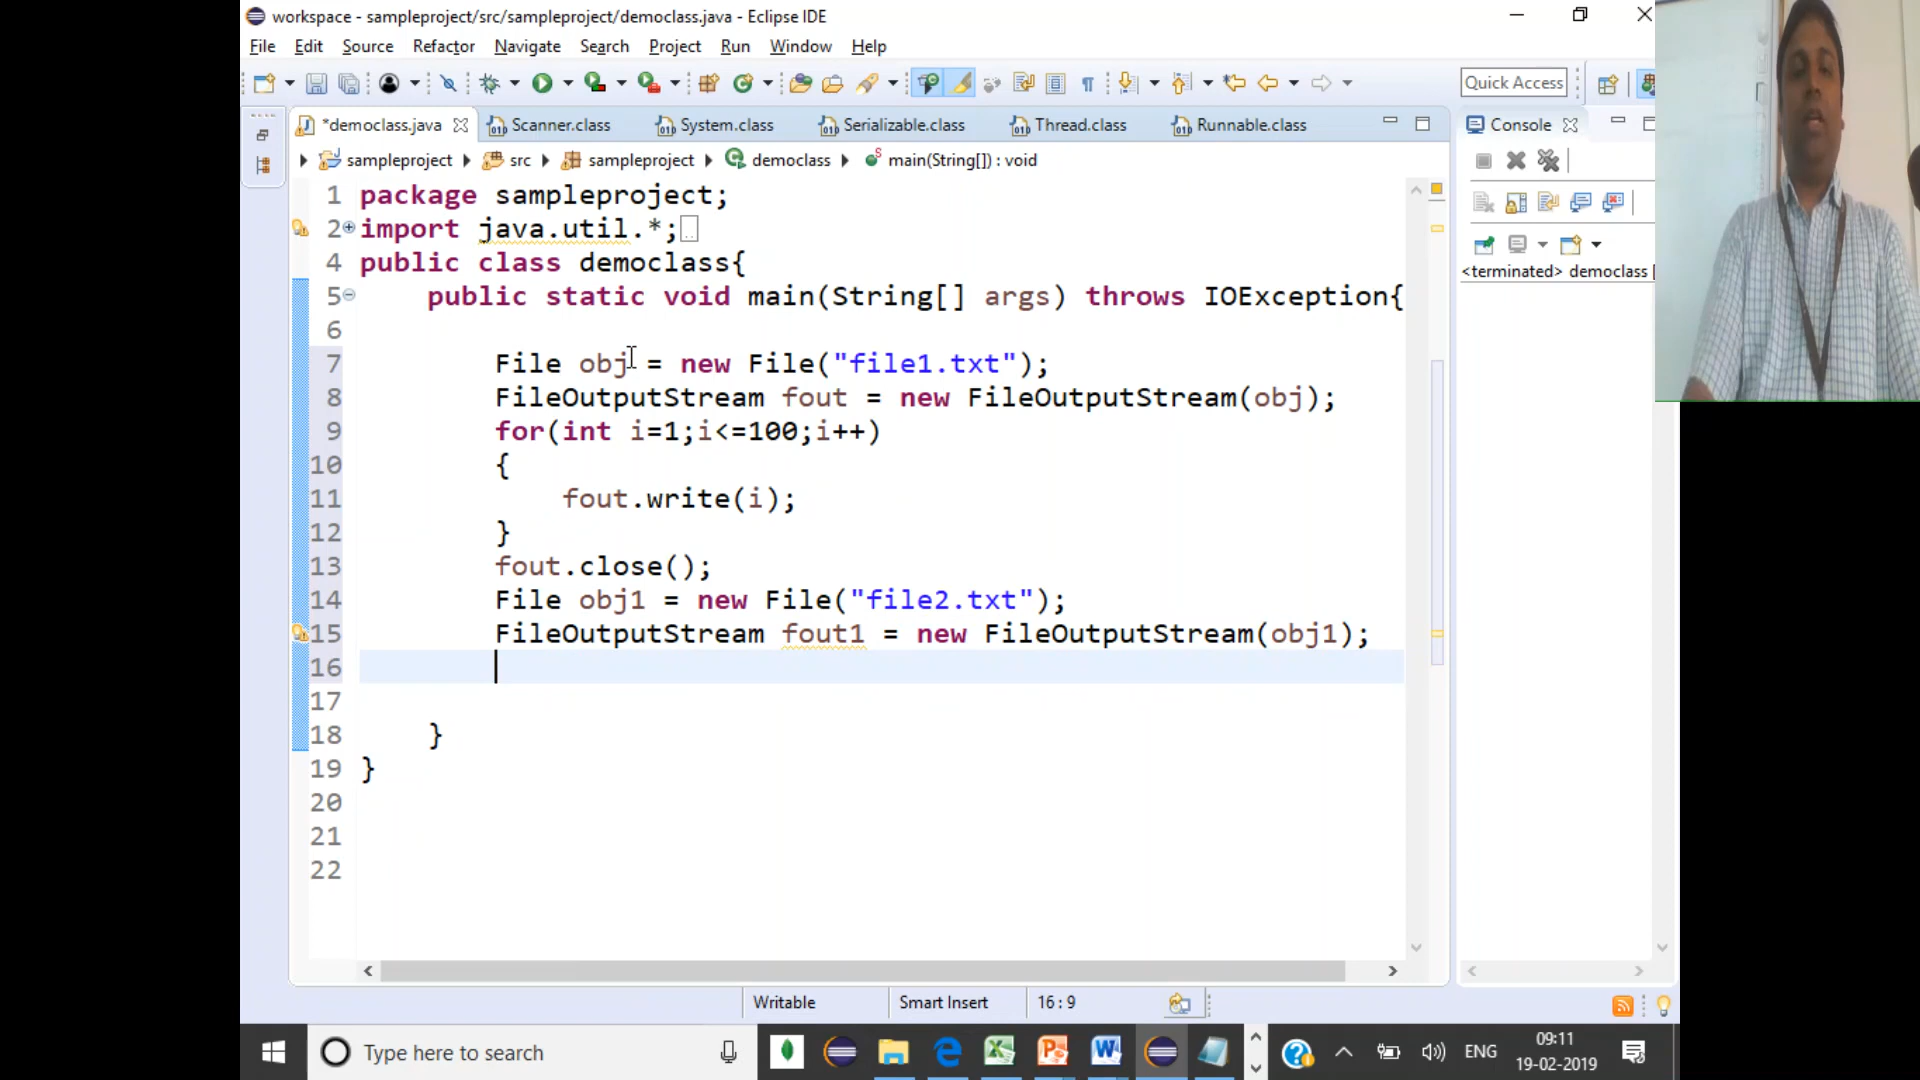 workspace - sampleproject/src/sampleproject/democlass.java - Eclipse IDE
File Edit Source Refactor Navigate Search Project Run Window Help
Quick Access
*democlass.java Scanner.class System.class Serializable.class Thread.class Runnable.class Console
sampleproject src sampleproject democlass main(String[]) : void
1 package sampleproject;
2 import java.util.*;
4 public class democlass{
<terminated> democlass [
5 public static void main(String[] args) throws IOException{
6
7 File obj = new File("file1.txt");
8 FileOutputStream fout = new FileOutputStream(obj);
9 for(int i=1;i<=100;i++)
10 {
11 fout.write(i);
12 }
13 fout.close();
14 File obj1 = new File("file2.txt");
15 FileOutputStream fout1 = new FileOutputStream(obj1);
16
17
18 }
19 }
20
21
22
Writable Smart Insert 16 : 9
Type here to search
ENG
09:11
19-02-2019